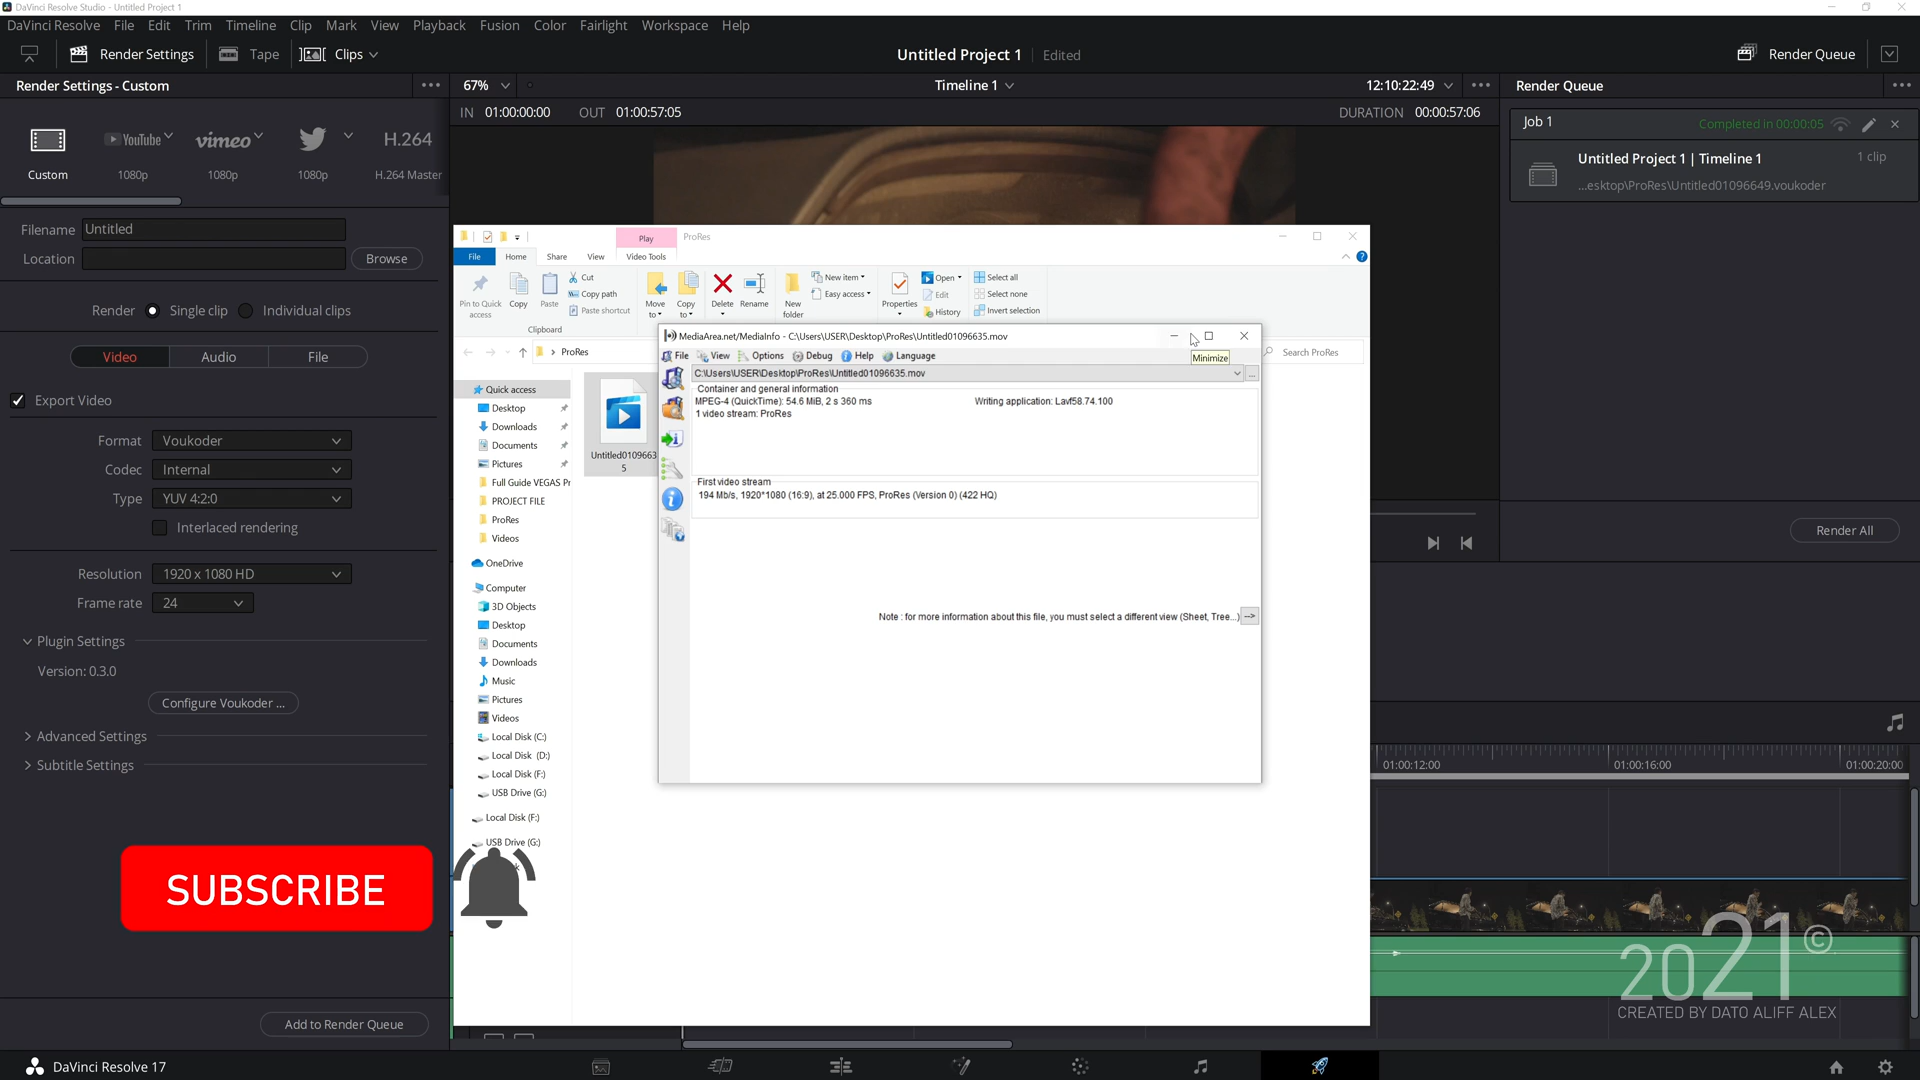 DaVinci Resolve Studio - Untitled Project 1
DaVinci Resolve File Edit Trim Timeline Clip Mark View Playback Fusion Color Fairlight Workspace Help
Render Settings Tape Clips Untitled Project 1 Edited Render Queue
Render Settings - Custom 67% Timeline 1 12:10:22:49 Render Queue
IN 01:00:00:00 OUT 01:00:57:05 DURATION 00:00:57:06
Job 1 Completed in 00:00:05
YouTube vimeo H.264
Untitled Project 1 | Timeline 1 1 clip
Custom 1080p 1080p 1080p H.264 Master
...esktop\ProRes\Untitled01096649.voukoder
Filename Untitled
Location Browse
Render Single clip Individual clips
Video Audio File
Export Video
Format Voukoder
Codec Internal
Type YUV 4:2:0
Interlaced rendering
Resolution 1920 x 1080 HD
Frame rate 24
Plugin Settings
Version: 0.3.0
Configure Voukoder ...
Advanced Settings
Subtitle Settings
SUBSCRIBE
Add to Render Queue
Play ProRes
File Home Share View Video Tools
Pin to Quick access
Copy
Paste
Cut
Copy path
Paste shortcut
Clipboard
Move to
Copy to
Delete
Rename
New folder
New item
Easy access
Properties
Open
Edit
History
Select all
Select none
Invert selection
ProRes
Search ProRes
Quick access
Desktop
Downloads
Documents
Pictures
Full Guide VEGAS Pr
PROJECT FILE
ProRes
Videos
OneDrive
Computer
3D Objects
Desktop
Documents
Downloads
Music
Pictures
Videos
Local Disk (C:)
Local Disk (D:)
Local Disk (F:)
USB Drive (G:)
Local Disk (F:)
USB Drive (G:)
Untitled0109663
5
MediaArea.net/MediaInfo - C:\Users\USER\Desktop\ProRes\Untitled01096635.mov
File View Options Debug Help Language
Minimize
C:\Users\USER\Desktop\ProRes\Untitled01096635.mov
...
Container and general information
MPEG-4 (QuickTime): 54.6 MiB, 2 s 360 ms Writing application: Lavf58.74.100
1 video stream: ProRes
First video stream
194 Mb/s, 1920*1080 (16:9), at 25.000 FPS, ProRes (Version 0) (422 HQ)
Note : for more information about this file, you must select a different view (Sheet, Tree...) -->
Render All
01:00:12:00 01:00:16:00 01:00:20:00
2021©
CREATED BY DATO ALIFF ALEX
DaVinci Resolve 17